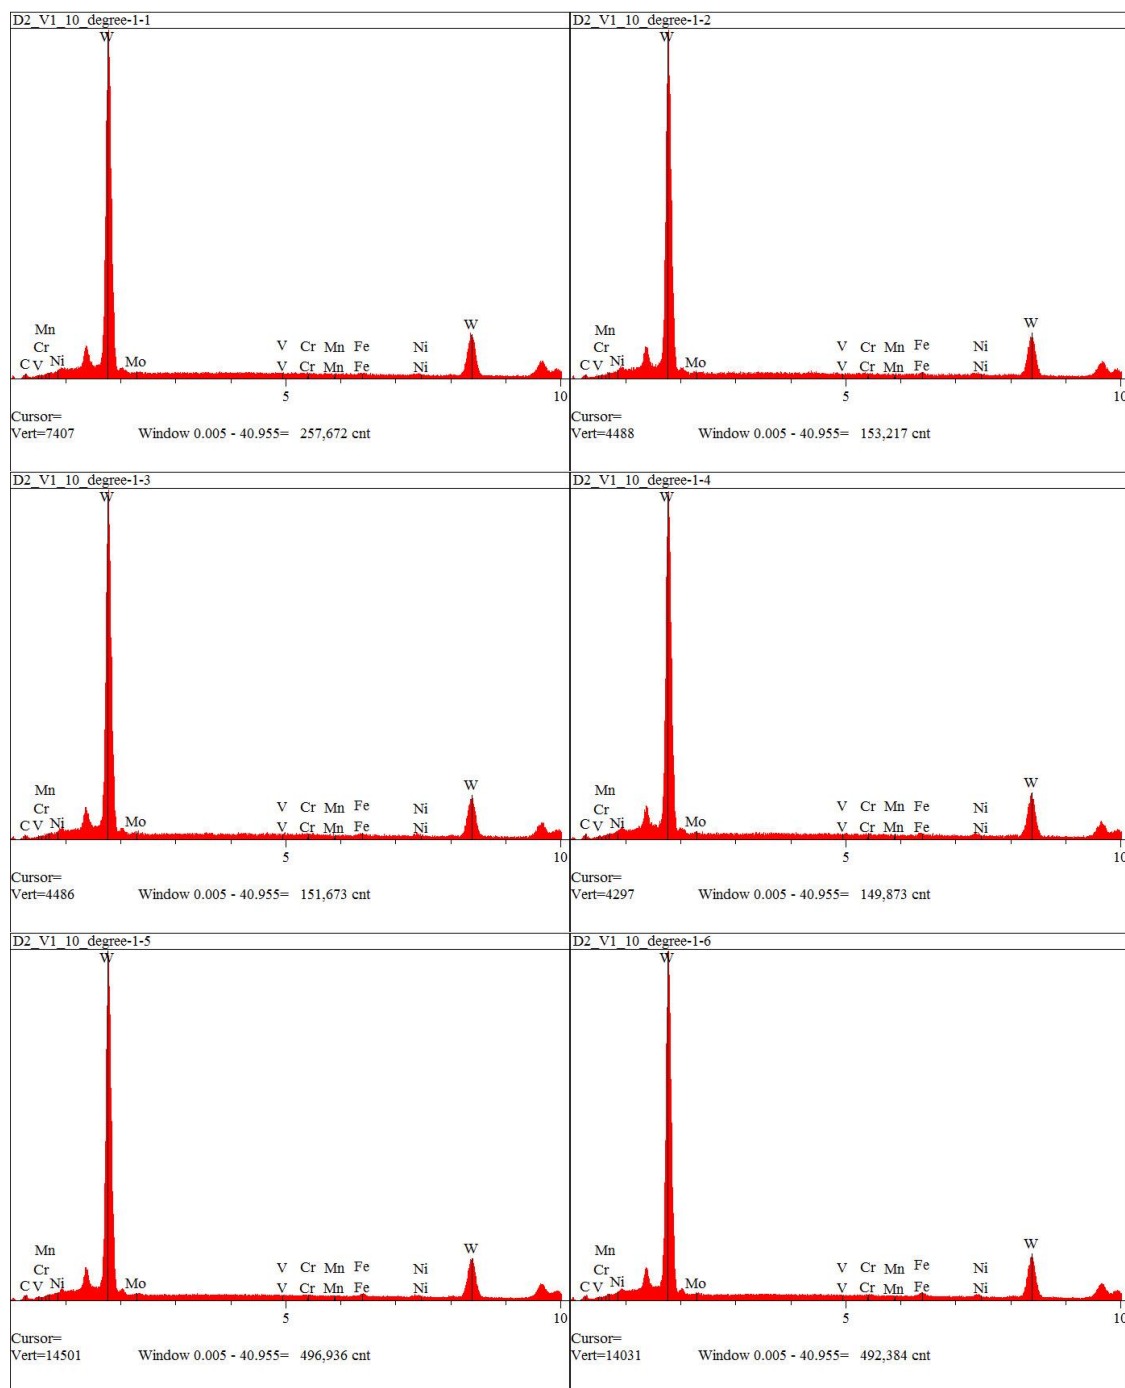 D2_V1_10_degree-1-1
W
Mn
Cr
C V Ni
Mo
V Cr Mn Fe Ni
V Cr Mn Fe Ni
W
5 10
Cursor=
Vert=7407 Window 0.005 - 40.955= 257,672 cnt
D2_V1_10_degree-1-2
W
Mn
Cr
C V Ni
Mo
V Cr Mn Fe Ni
V Cr Mn Fe Ni
W
5 10
Cursor=
Vert=4488 Window 0.005 - 40.955= 153,217 cnt
D2_V1_10_degree-1-3
W
Mn
Cr
C V Ni
Mo
V Cr Mn Fe Ni
V Cr Mn Fe Ni
W
5 10
Cursor=
Vert=4486 Window 0.005 - 40.955= 151,673 cnt
D2_V1_10_degree-1-4
W
Mn
Cr
C V Ni
Mo
V Cr Mn Fe Ni
V Cr Mn Fe Ni
W
5 10
Cursor=
Vert=4297 Window 0.005 - 40.955= 149,873 cnt
D2_V1_10_degree-1-5
W
Mn
Cr
C V Ni
Mo
V Cr Mn Fe Ni
V Cr Mn Fe Ni
W
5 10
Cursor=
Vert=14501 Window 0.005 - 40.955= 496,936 cnt
D2_V1_10_degree-1-6
W
Mn
Cr
C V Ni
Mo
V Cr Mn Fe Ni
V Cr Mn Fe Ni
W
5 10
Cursor=
Vert=14031 Window 0.005 - 40.955= 492,384 cnt